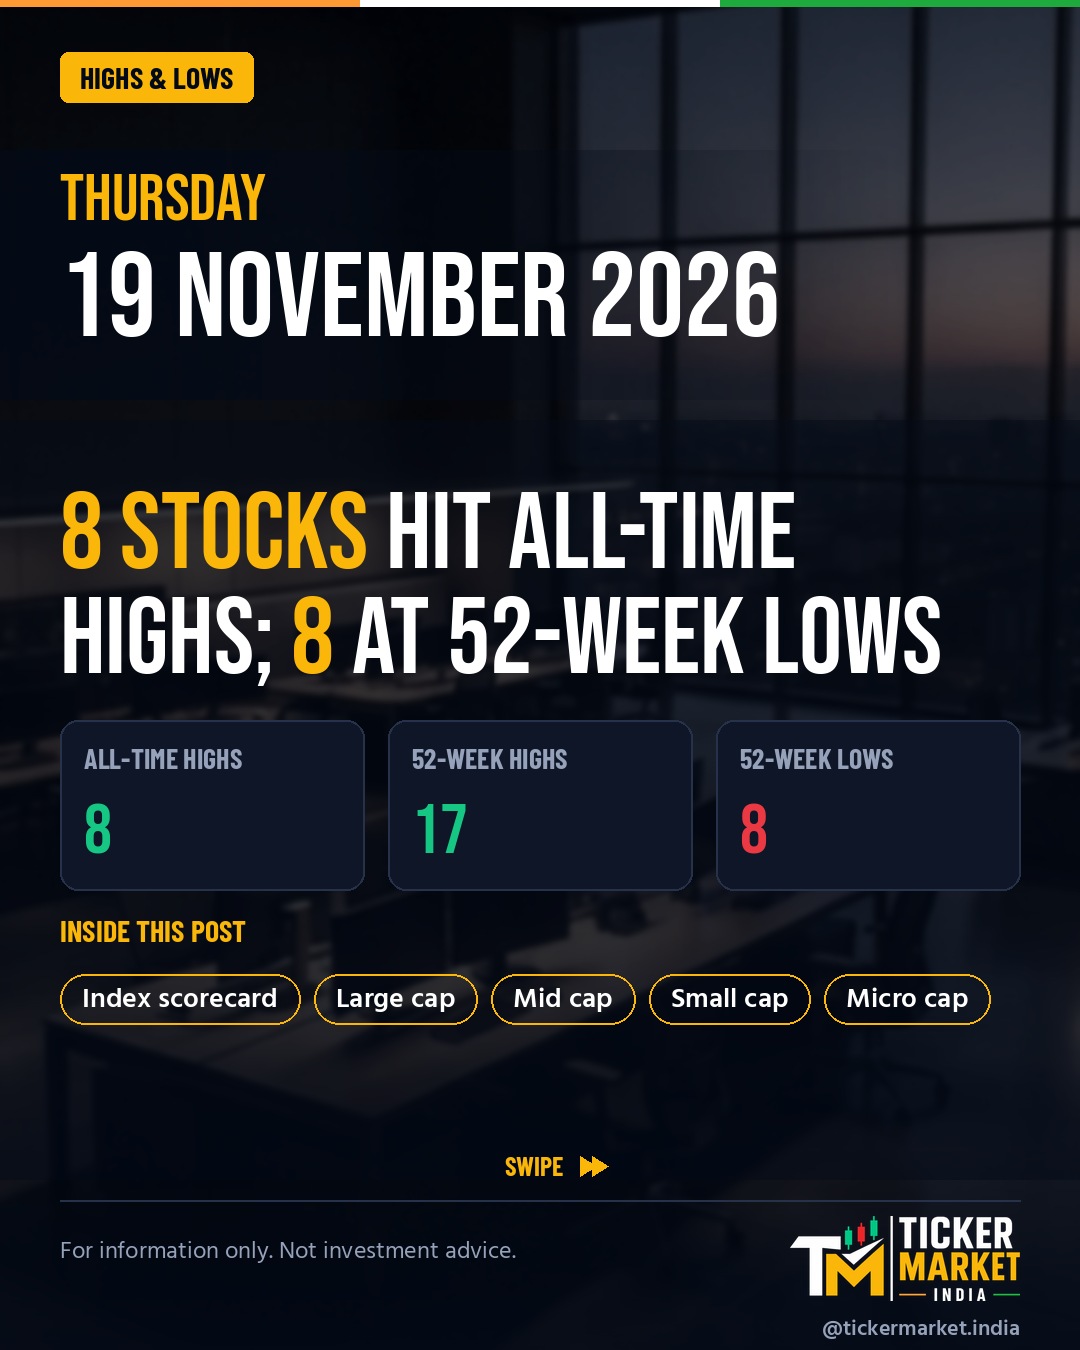 HIGHS & LOWS
THURSDAY
19 NOVEMBER 2026
8 STOCKS HIT ALL-TIME
HIGHS; 8 AT 52-WEEK LOWS
ALL-TIME HIGHS
8
52-WEEK HIGHS
17
52-WEEK LOWS
8
INSIDE THIS POST
Index scorecard
Large cap
Mid cap
Small cap
Micro cap
SWIPE
For information only. Not investment advice.
TM
TICKER
MARKET
INDIA
@tickermarket.india